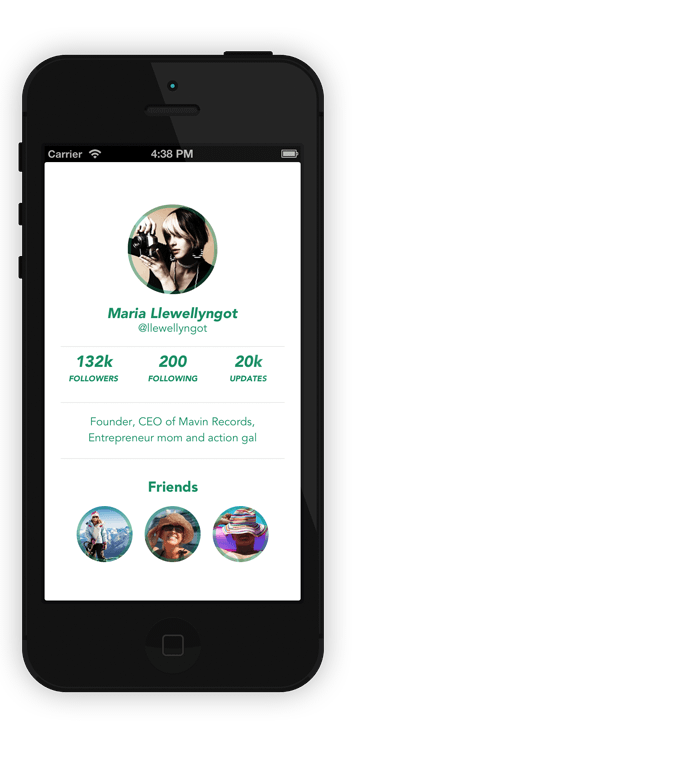 Carrier 4:38 PM
Maria Llewellyngot
@llewellyngot
132k 200 20k
FOLLOWERS FOLLOWING UPDATES
Founder, CEO of Mavin Records,
Entrepreneur mom and action gal
Friends